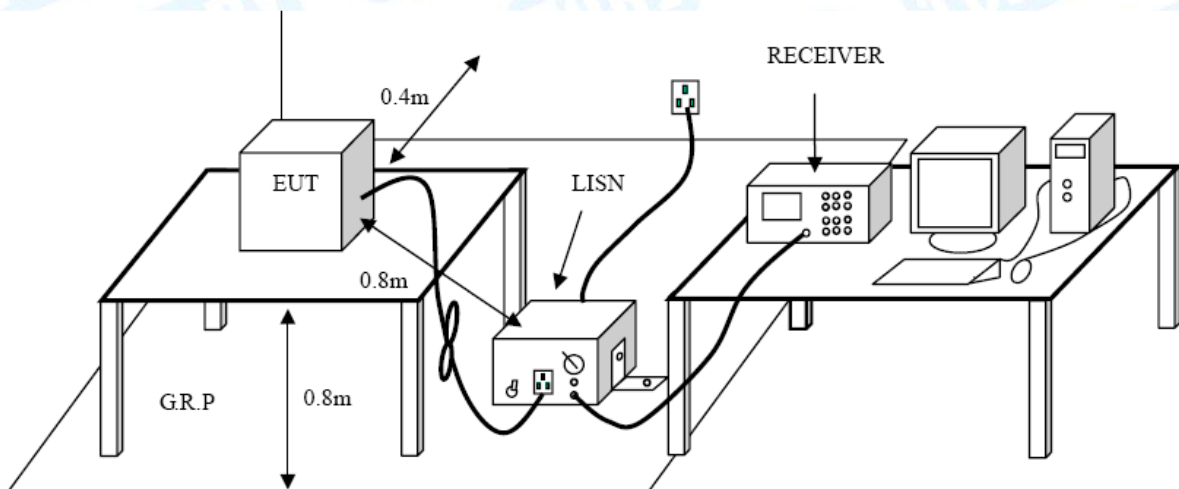 RECEIVER
0.4m
EUT
LISN
0.8m
G.R.P
0.8m